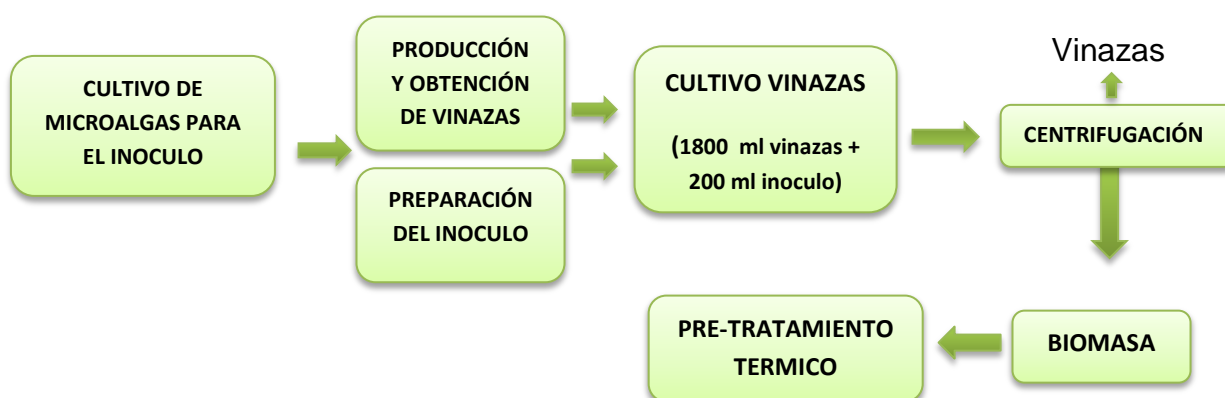 CULTIVO DE
MICROALGAS PARA
EL INOCULO
PRODUCCIÓN
Y OBTENCIÓN
DE VINAZAS
PREPARACIÓN
DEL INOCULO
CULTIVO VINAZAS
(1800 ml vinazas +
200 ml inoculo)
Vinazas
CENTRIFUGACIÓN
BIOMASA
PRE-TRATAMIENTO
TERMICO